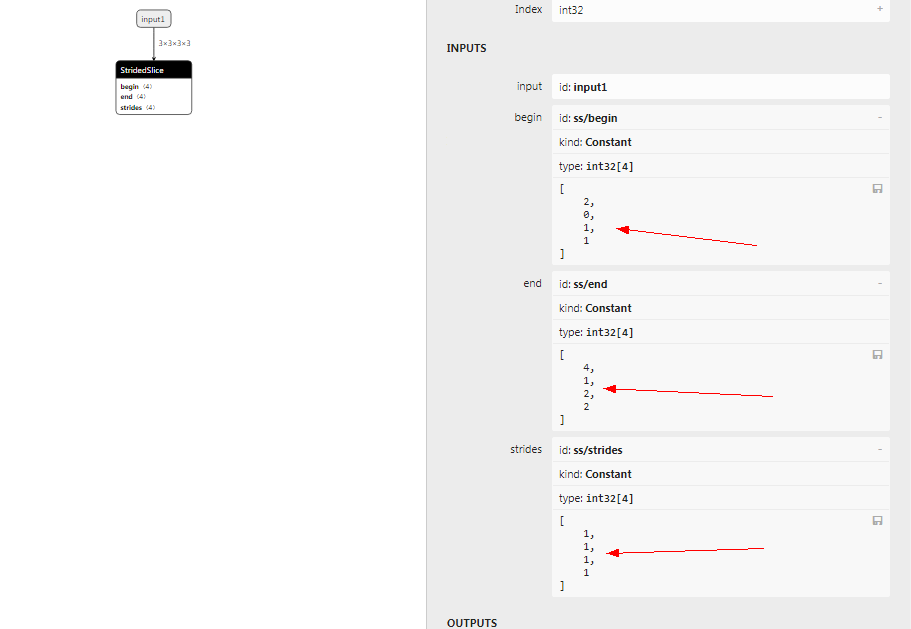 input1
3×3×3×3
StridedSlice
begin ⟨4⟩
end ⟨4⟩
strides ⟨4⟩
Index int32 +
INPUTS
input id: input1
begin id: ss/begin -
kind: Constant
type: int32[4]
[
2,
0,
1,
1
]
end id: ss/end -
kind: Constant
type: int32[4]
[
4,
1,
2,
2
]
strides id: ss/strides -
kind: Constant
type: int32[4]
[
1,
1,
1,
1
]
OUTPUTS